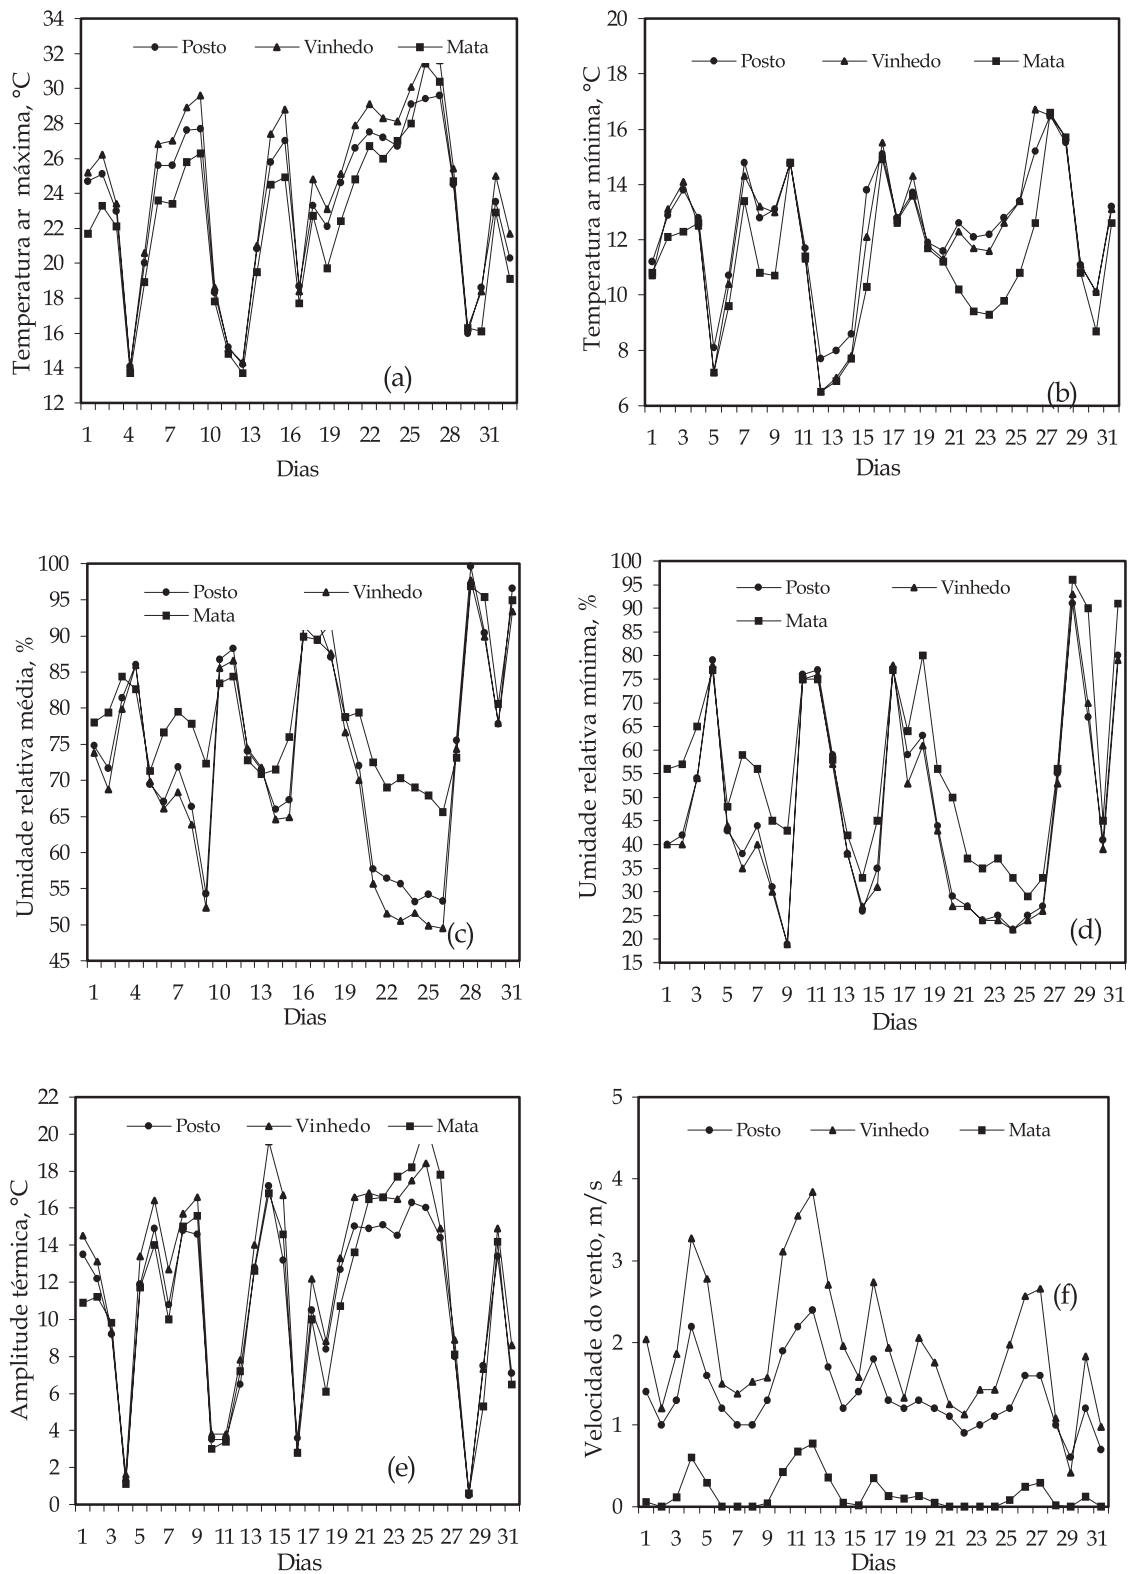 34
32
30
28
26
24
22
20
18
16
14
12
Temperatura ar máxima, °C
Posto Vinhedo Mata
(a)
1 4 7 10 13 16 19 22 25 28 31
Dias
20
18
16
14
12
10
8
6
Temperatura ar mínima, °C
Posto Vinhedo Mata
(b)
1 3 5 7 9 11 13 15 17 19 21 23 25 27 29 31
Dias
100
95
90
85
80
75
70
65
60
55
50
45
Umidade relativa média, %
Posto Vinhedo
Mata
(c)
1 4 7 10 13 16 19 22 25 28 31
Dias
100
95
90
85
80
75
70
65
60
55
50
45
40
35
30
25
20
15
Umidade relativa mínima, %
Posto Vinhedo
Mata
(d)
1 3 5 7 9 11 13 15 17 19 21 23 25 27 29 31
Dias
22
20
18
16
14
12
10
8
6
4
2
0
Amplitude térmica, °C
Posto Vinhedo Mata
(e)
1 3 5 7 9 11 13 15 17 19 21 23 25 27 29 31
Dias
5
4
3
2
1
0
Velocidade do vento, m/s
Posto Vinhedo Mata
(f)
1 3 5 7 9 11 13 15 17 19 21 23 25 27 29 31
Dias